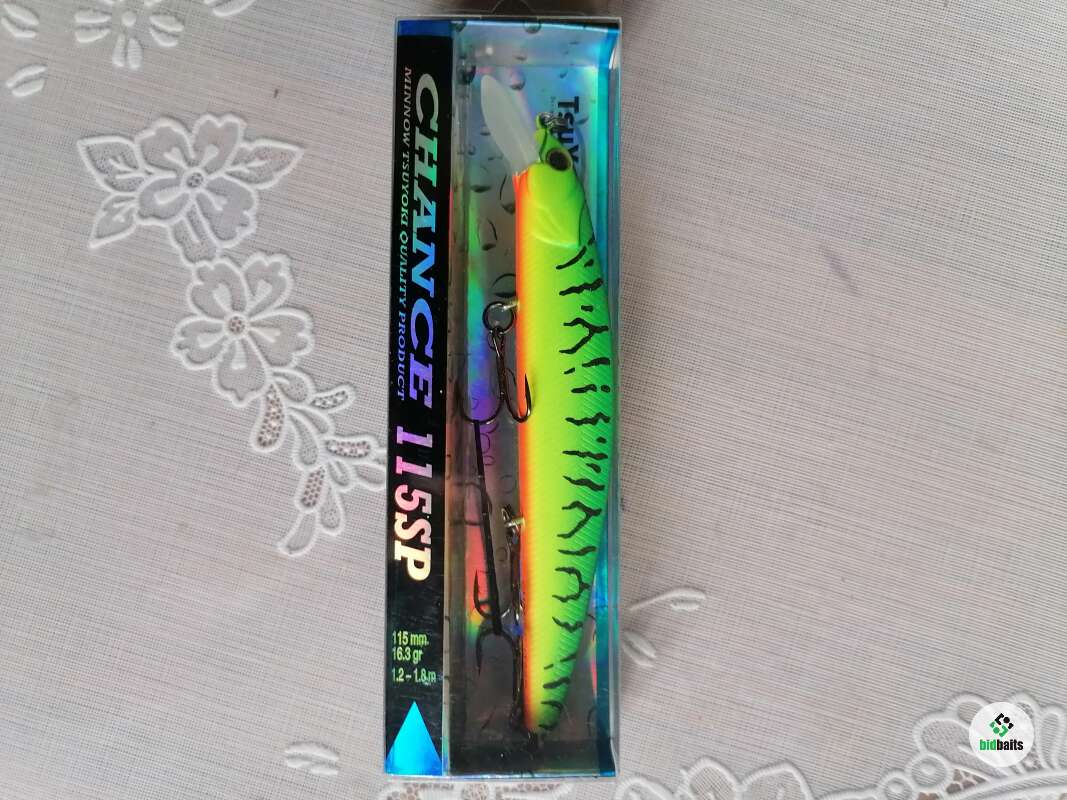 CHANCE 115SP
MINNOW TSUYOKI QUALITY PRODUCT
115 mm
16.3 gr
1.2 – 1.8 m
bidbaits